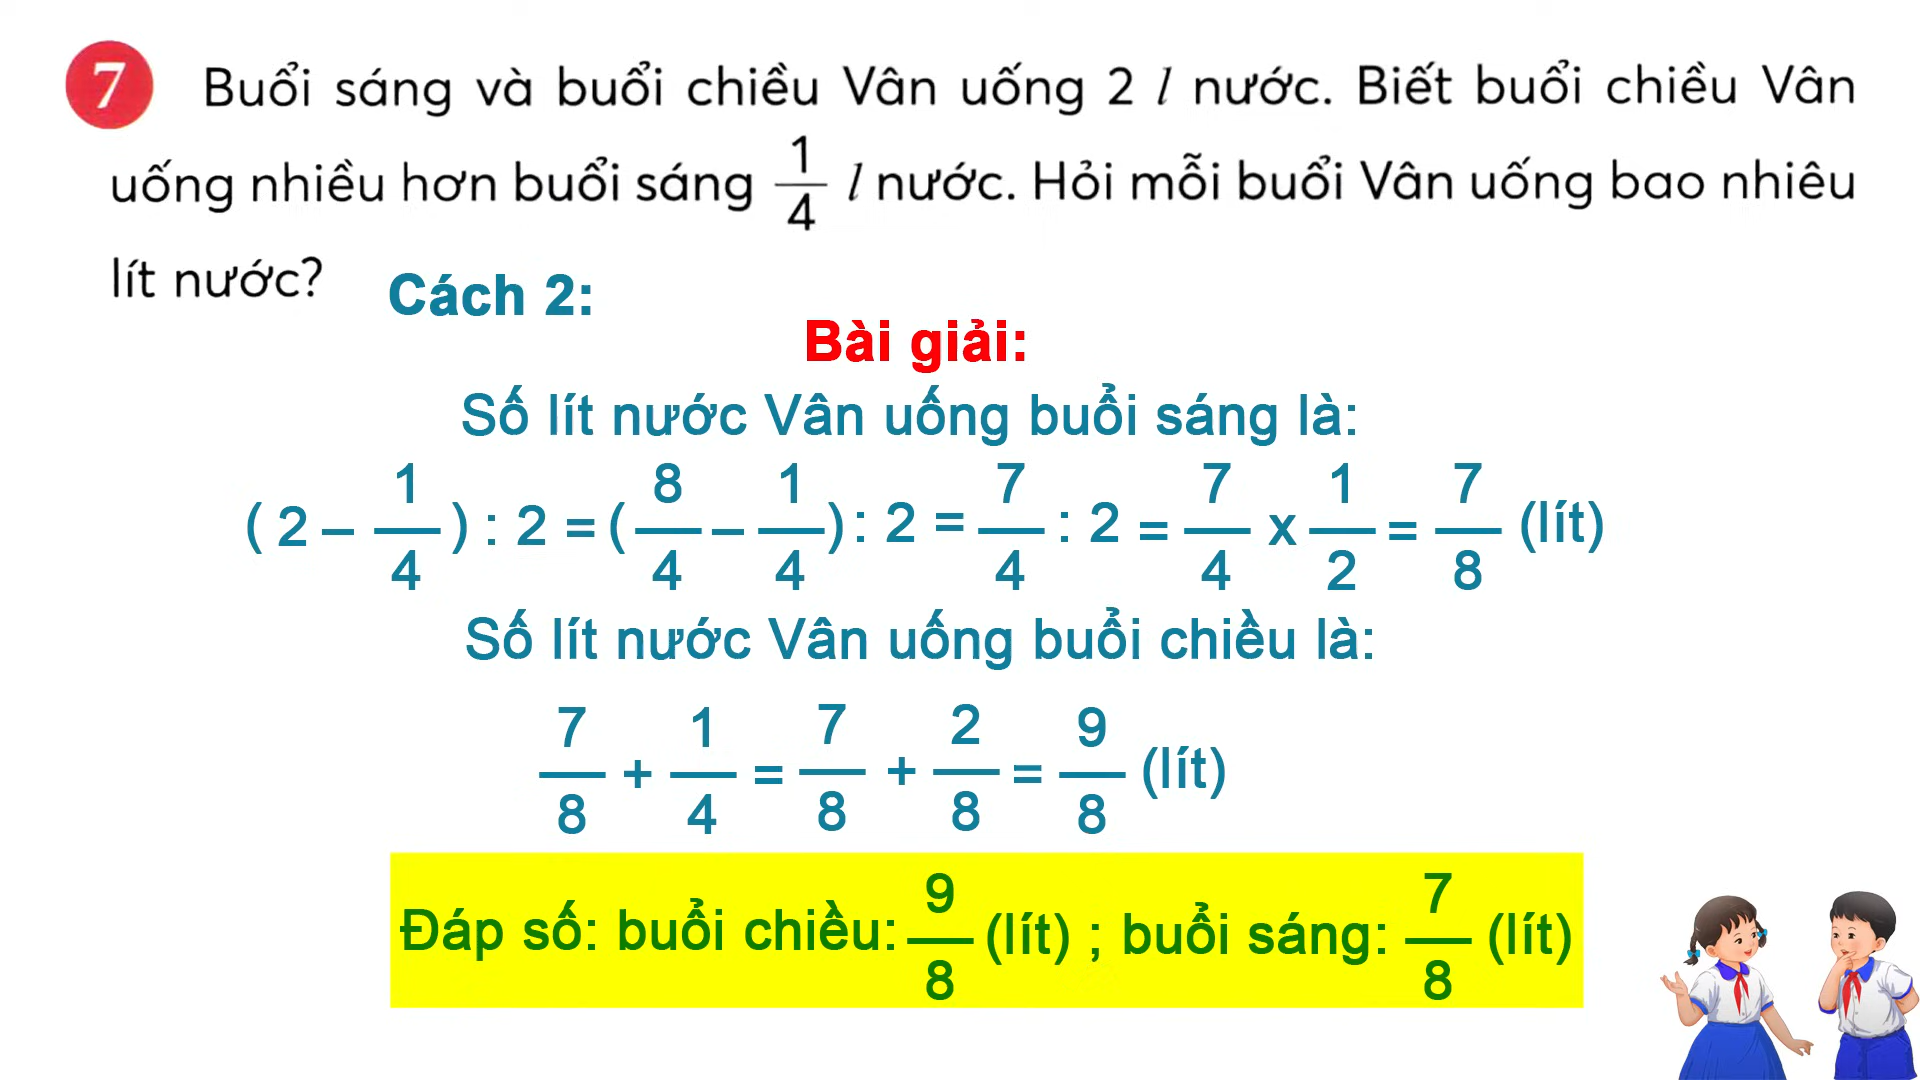 7 Buổi sáng và buổi chiều Vân uống 2 l nước. Biết buổi chiều Vân
uống nhiều hơn buổi sáng 1/4 l nước. Hỏi mỗi buổi Vân uống bao nhiêu
lít nước?
Cách 2:
Bài giải:
Số lít nước Vân uống buổi sáng là:
( 2 – 1/4 ) : 2 = ( 8/4 – 1/4 ) : 2 = 7/4 : 2 = 7/4 x 1/2 = 7/8 (lít)
Số lít nước Vân uống buổi chiều là:
7/8 + 1/4 = 7/8 + 2/8 = 9/8 (lít)
Đáp số: buổi chiều: 9/8 (lít) ; buổi sáng: 7/8 (lít)